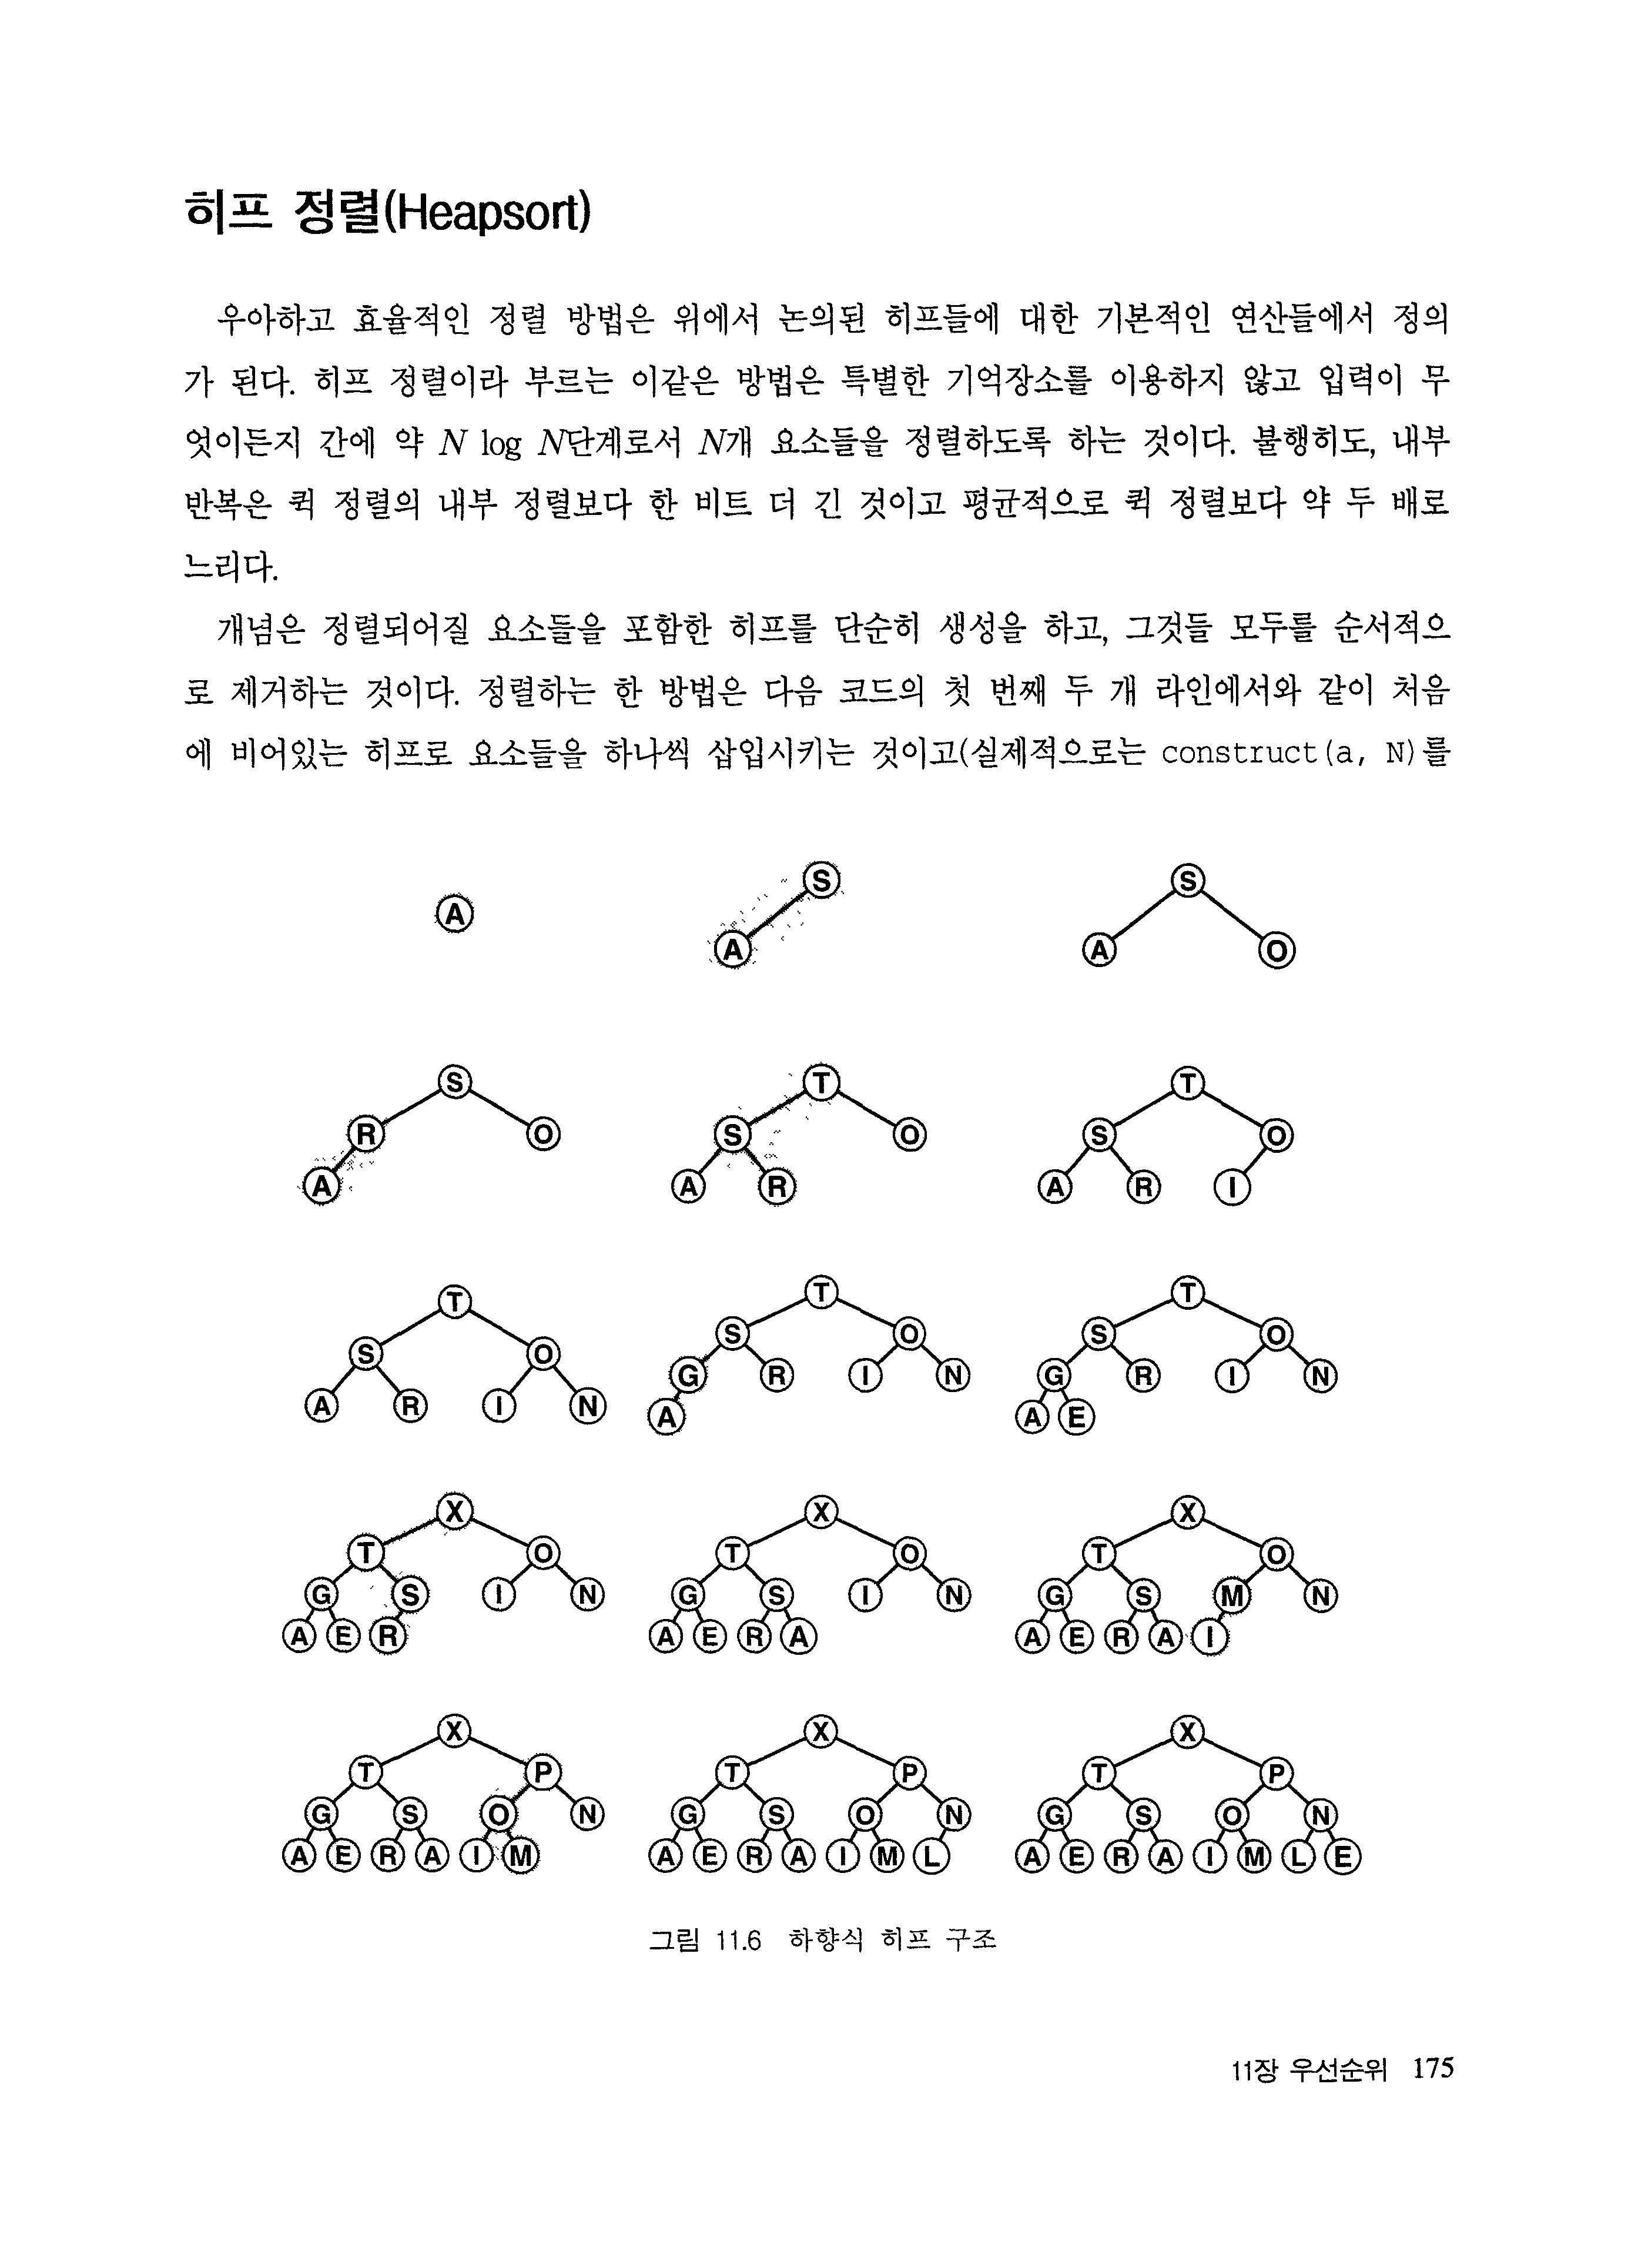 히프 정렬(Heapsort)
우아하고 효율적인 정렬 방법은 위에서 논의된 히프들에 대한 기본적인 연산들에서 정의
가 된다. 히프 정렬이라 부르는 이같은 방법은 특별한 기억장소를 이용하지 않고 입력이 무
엇이든지 간에 약 N log N단계로서 N개 요소들을 정렬하도록 하는 것이다. 불행히도, 내부
반복은 퀵 정렬의 내부 정렬보다 한 비트 더 긴 것이고 평균적으로 퀵 정렬보다 약 두 배로
느리다.
개념은 정렬되어질 요소들을 포함한 히프를 단순히 생성을 하고, 그것들 모두를 순서적으
로 제거하는 것이다. 정렬하는 한 방법은 다음 코드의 첫 번째 두 개 라인에서와 같이 처음
에 비어있는 히프로 요소들을 하나씩 삽입시키는 것이고(실제적으로는 construct(a, N)를
S S
A
A A O
S T T
R O S O S O
A A R A R I
T T
T
S O S O
S O G R I N G R I N
A R I N A A E
X X X
T O T O T O
G S I N G S I N G S M N
A E R A E R A A E R A I
X X X
T P T P T P
G S O N G S O N G S O N
A E R A I M A E R A I M L A E R A I M L E
그림 11.6 하향식 히프 구조
11장 우선순위 175